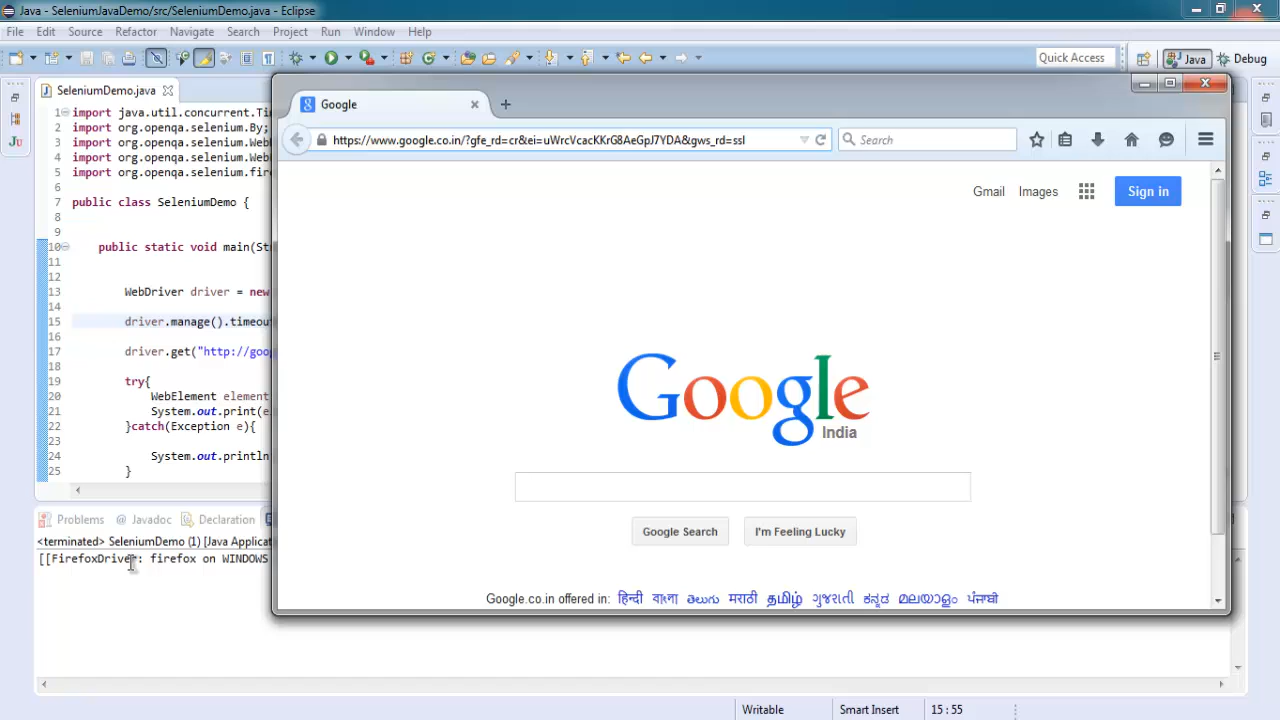 Java - SeleniumJavaDemo/src/SeleniumDemo.java - Eclipse
File Edit Source Refactor Navigate Search Project Run Window Help
Quick Access
Java
Debug
SeleniumDemo.java
1 import java.util.concurrent.Ti
2 import org.openqa.selenium.By;
3 import org.openqa.selenium.Web
4 import org.openqa.selenium.Web
5 import org.openqa.selenium.fire
6
7 public class SeleniumDemo {
8
9
10 public static void main(St
11
12
13 WebDriver driver = new
14
15 driver.manage().timeout
16
17 driver.get("http://goog
18
19 try{
20 WebElement element
21 System.out.print(e
22 }catch(Exception e){
23
24 System.out.println
25 }
Google
https://www.google.co.in/?gfe_rd=cr&ei=uWrcVcacKKrG8AeGpJ7YDA&gws_rd=ssl
Search
Gmail Images
Sign in
Google
India
Google Search
I'm Feeling Lucky
Google.co.in offered in: हिन्दी বাংলা తెలుగు मराठी தமிழ் ગુજરાતી ಕನ್ನಡ മലയാളം ਪੰਜਾਬੀ
Problems @ Javadoc Declaration
<terminated> SeleniumDemo (1) [Java Applicat
[[FirefoxDriver: firefox on WINDOWS
Writable
Smart Insert
15 : 55